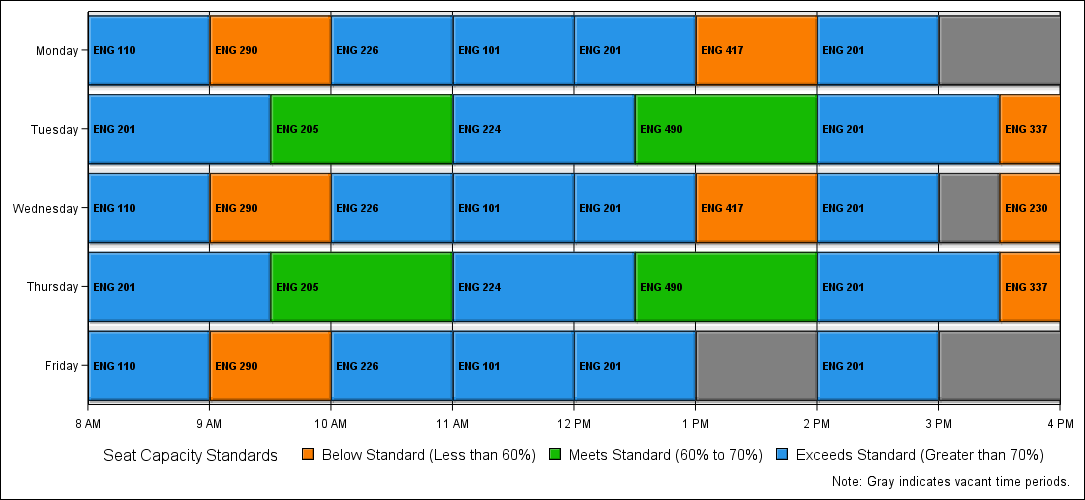 Monday ENG 110 ENG 290 ENG 226 ENG 101 ENG 201 ENG 417 ENG 201
Tuesday ENG 201 ENG 205 ENG 224 ENG 490 ENG 201 ENG 337
Wednesday ENG 110 ENG 290 ENG 226 ENG 101 ENG 201 ENG 417 ENG 201 ENG 230
Thursday ENG 201 ENG 205 ENG 224 ENG 490 ENG 201 ENG 337
Friday ENG 110 ENG 290 ENG 226 ENG 101 ENG 201 ENG 201
8 AM 9 AM 10 AM 11 AM 12 PM 1 PM 2 PM 3 PM 4 PM
Seat Capacity Standards Below Standard (Less than 60%) Meets Standard (60% to 70%) Exceeds Standard (Greater than 70%)
Note: Gray indicates vacant time periods.